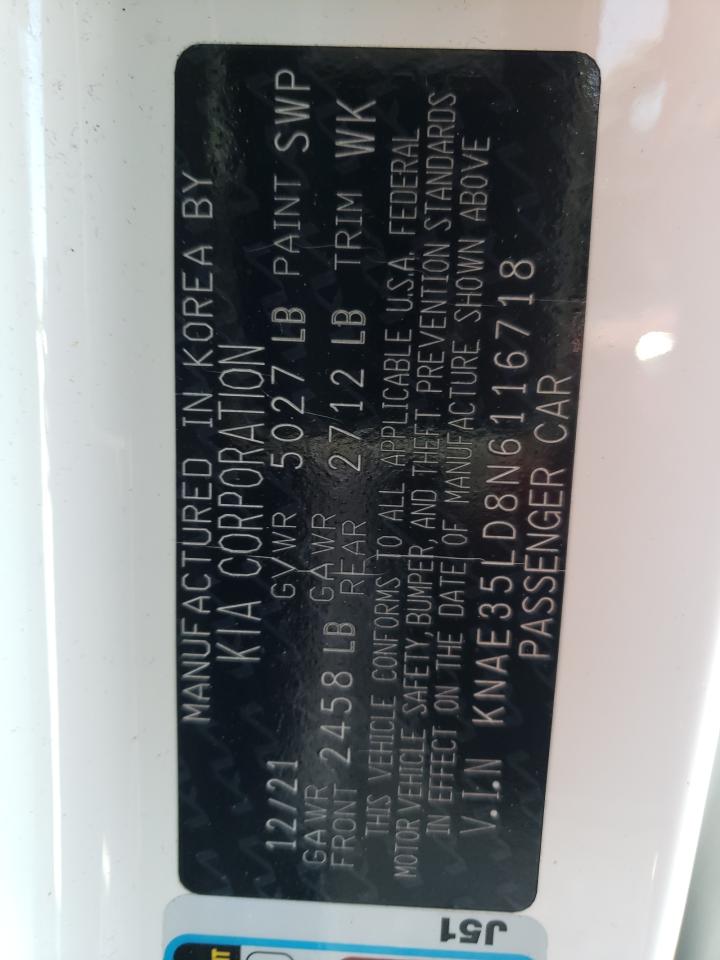 MANUFACTURED IN KOREA BY
KIA CORPORATION
12/21 GVWR 5027 LB PAINT SWP
GAWR FRONT 2458 LB GAWR REAR 2712 LB TRIM WK
THIS VEHICLE CONFORMS TO ALL APPLICABLE U.S.A. FEDERAL
MOTOR VEHICLE SAFETY, BUMPER, AND THEFT PREVENTION STANDARDS
IN EFFECT ON THE DATE OF MANUFACTURE SHOWN ABOVE
V.I.N KNAE35LD8N6116718
PASSENGER CAR
J51